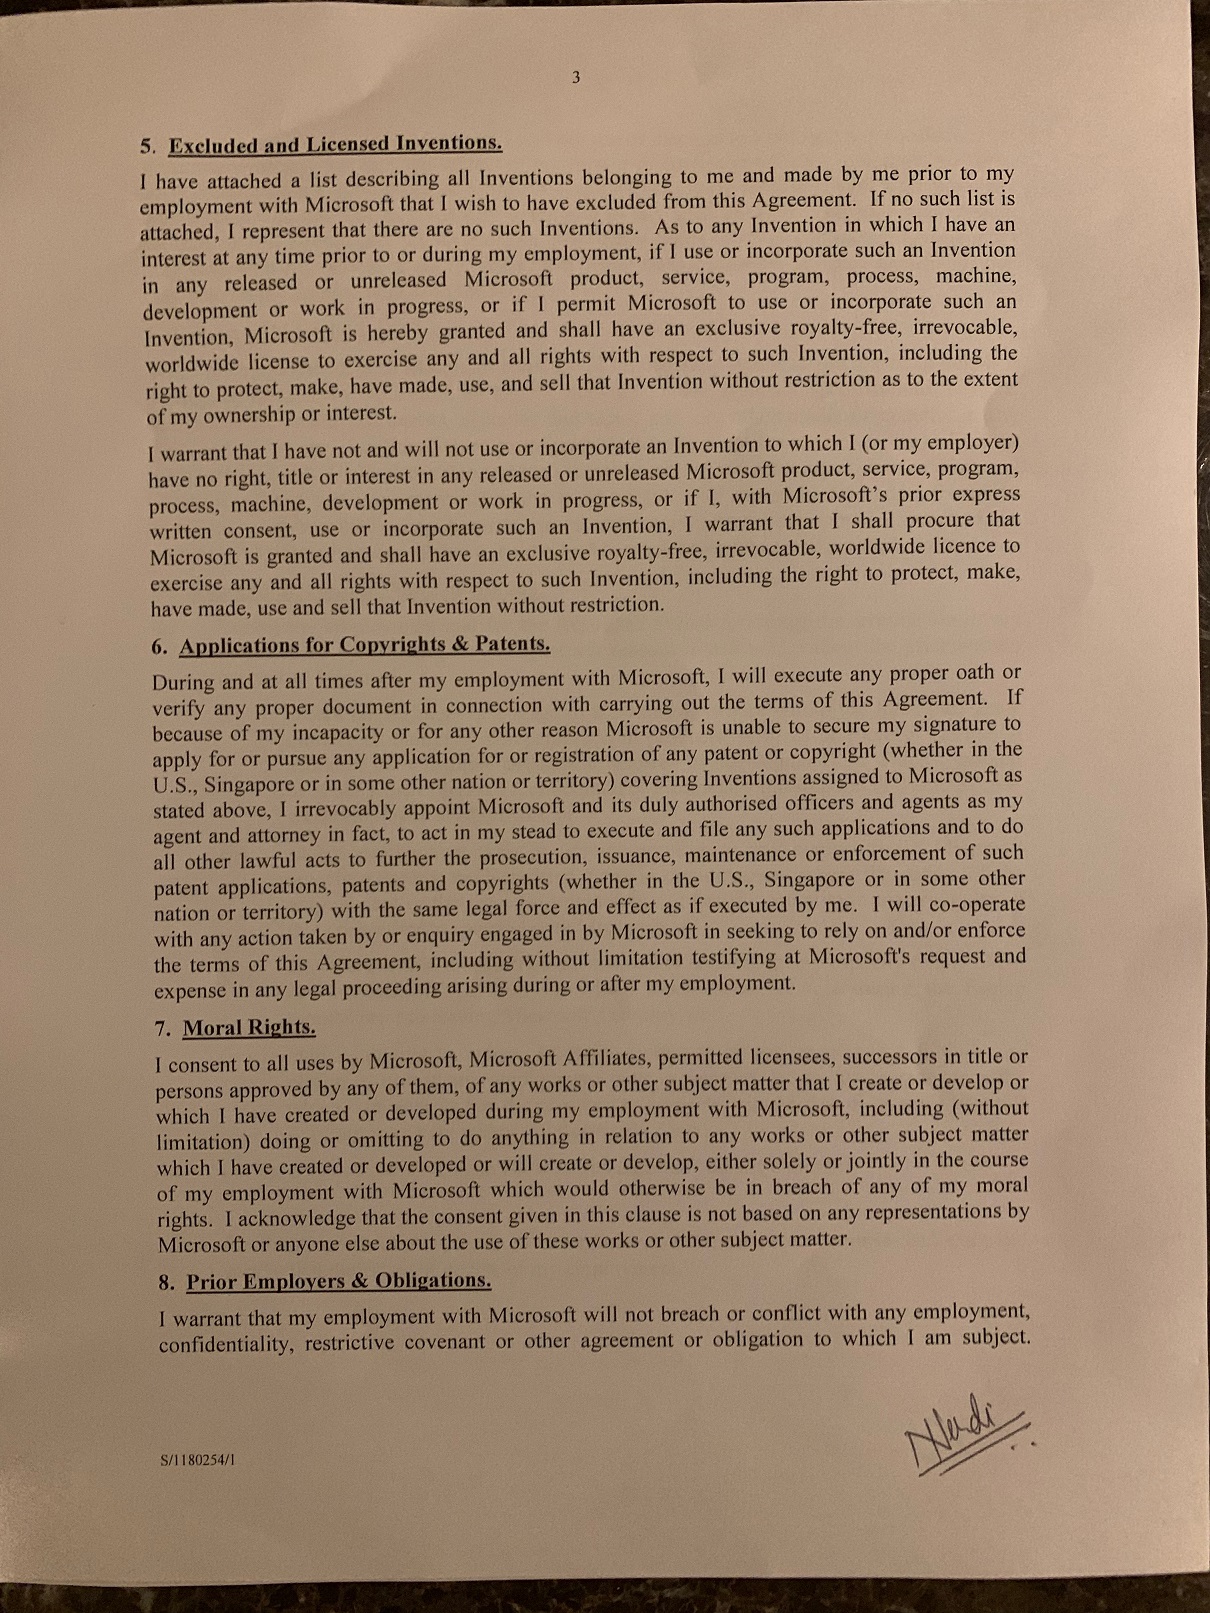 3
5. Excluded and Licensed Inventions.
I have attached a list describing all Inventions belonging to me and made by me prior to my
employment with Microsoft that I wish to have excluded from this Agreement. If no such list is
attached, I represent that there are no such Inventions. As to any Invention in which I have an
interest at any time prior to or during my employment, if I use or incorporate such an Invention
in any released or unreleased Microsoft product, service, program, process, machine,
development or work in progress, or if I permit Microsoft to use or incorporate such an
Invention, Microsoft is hereby granted and shall have an exclusive royalty-free, irrevocable,
worldwide license to exercise any and all rights with respect to such Invention, including the
right to protect, make, have made, use, and sell that Invention without restriction as to the extent
of my ownership or interest.
I warrant that I have not and will not use or incorporate an Invention to which I (or my employer)
have no right, title or interest in any released or unreleased Microsoft product, service, program,
process, machine, development or work in progress, or if I, with Microsoft’s prior express
written consent, use or incorporate such an Invention, I warrant that I shall procure that
Microsoft is granted and shall have an exclusive royalty-free, irrevocable, worldwide licence to
exercise any and all rights with respect to such Invention, including the right to protect, make,
have made, use and sell that Invention without restriction.
6. Applications for Copyrights & Patents.
During and at all times after my employment with Microsoft, I will execute any proper oath or
verify any proper document in connection with carrying out the terms of this Agreement. If
because of my incapacity or for any other reason Microsoft is unable to secure my signature to
apply for or pursue any application for or registration of any patent or copyright (whether in the
U.S., Singapore or in some other nation or territory) covering Inventions assigned to Microsoft as
stated above, I irrevocably appoint Microsoft and its duly authorised officers and agents as my
agent and attorney in fact, to act in my stead to execute and file any such applications and to do
all other lawful acts to further the prosecution, issuance, maintenance or enforcement of such
patent applications, patents and copyrights (whether in the U.S., Singapore or in some other
nation or territory) with the same legal force and effect as if executed by me. I will co-operate
with any action taken by or enquiry engaged in by Microsoft in seeking to rely on and/or enforce
the terms of this Agreement, including without limitation testifying at Microsoft's request and
expense in any legal proceeding arising during or after my employment.
7. Moral Rights.
I consent to all uses by Microsoft, Microsoft Affiliates, permitted licensees, successors in title or
persons approved by any of them, of any works or other subject matter that I create or develop or
which I have created or developed during my employment with Microsoft, including (without
limitation) doing or omitting to do anything in relation to any works or other subject matter
which I have created or developed or will create or develop, either solely or jointly in the course
of my employment with Microsoft which would otherwise be in breach of any of my moral
rights. I acknowledge that the consent given in this clause is not based on any representations by
Microsoft or anyone else about the use of these works or other subject matter.
8. Prior Employers & Obligations.
I warrant that my employment with Microsoft will not breach or conflict with any employment,
confidentiality, restrictive covenant or other agreement or obligation to which I am subject.
S/1180254/1